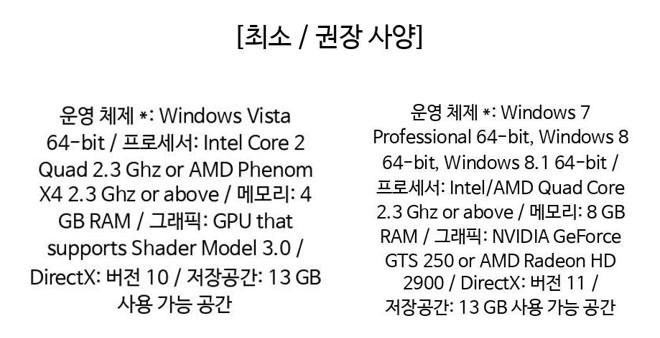 [최소 / 권장 사양]
운영 체제 *: Windows Vista
64-bit / 프로세서: Intel Core 2
Quad 2.3 Ghz or AMD Phenom
X4 2.3 Ghz or above / 메모리: 4
GB RAM / 그래픽: GPU that
supports Shader Model 3.0 /
DirectX: 버전 10 / 저장공간: 13 GB
사용 가능 공간
운영 체제 *: Windows 7
Professional 64-bit, Windows 8
64-bit, Windows 8.1 64-bit /
프로세서: Intel/AMD Quad Core
2.3 Ghz or above / 메모리: 8 GB
RAM / 그래픽: NVIDIA GeForce
GTS 250 or AMD Radeon HD
2900 / DirectX: 버전 11 /
저장공간: 13 GB 사용 가능 공간